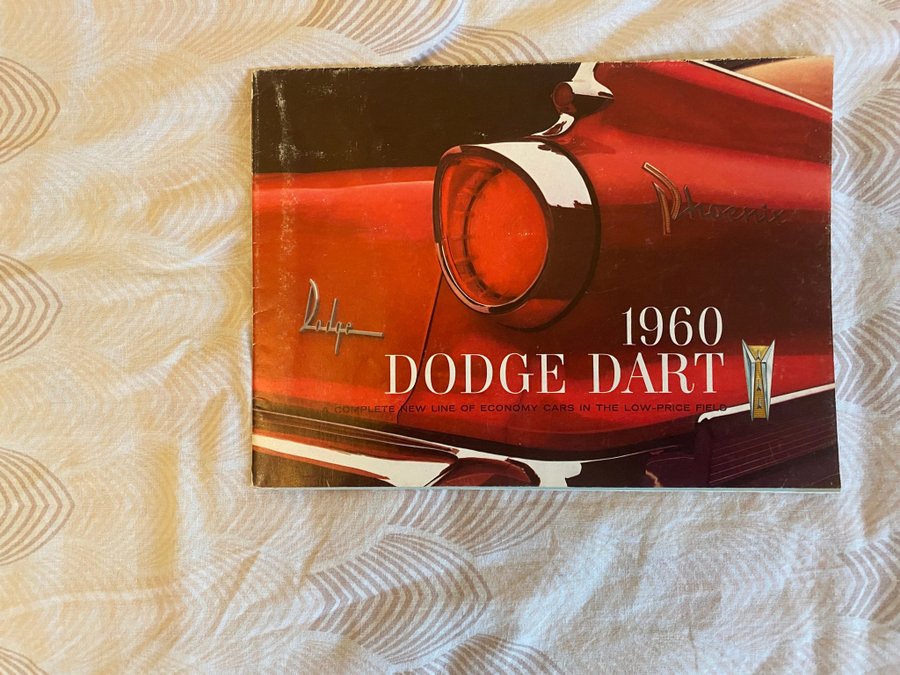 Phoenix
Dodge
1960
DODGE DART
A COMPLETE NEW LINE OF ECONOMY CARS IN THE LOW-PRICE FIELD